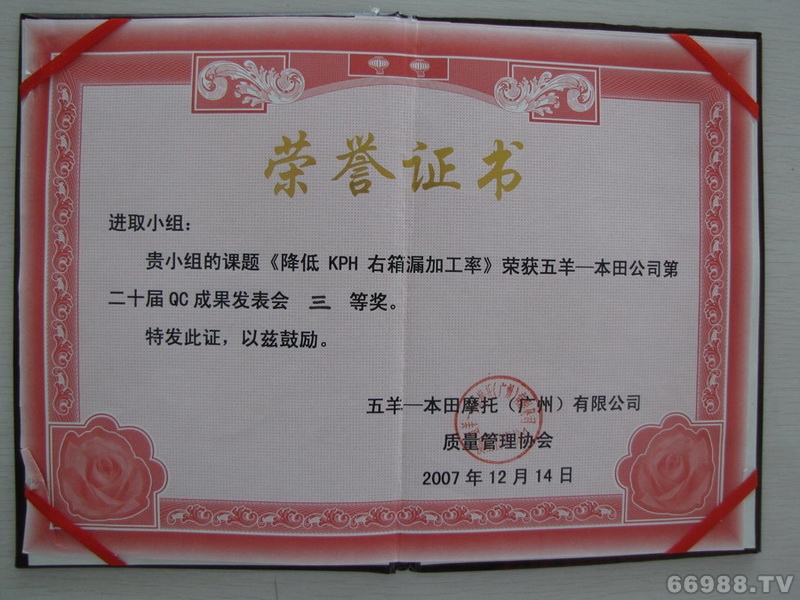 荣誉证书
进取小组：
贵小组的课题《降低 KPH 右箱漏加工率》荣获五羊—本田公司第
二十届 QC 成果发表会 三 等奖。
特发此证，以兹鼓励。
五羊—本田摩托（广州）有限公司
质量管理协会
2007 年 12 月 14 日
66988.TV